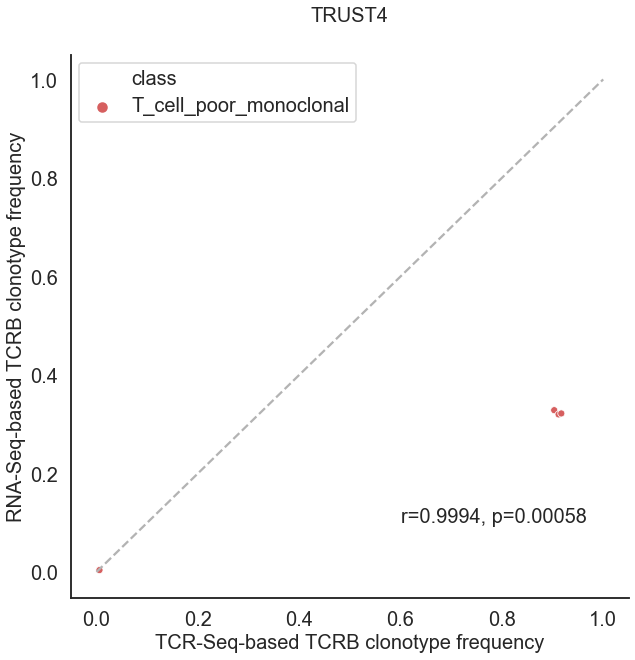 TRUST4
class
T_cell_poor_monoclonal
1.0
0.8
0.6
0.4
0.2
0.0
RNA-Seq-based TCRB clonotype frequency
r=0.9994, p=0.00058
0.0 0.2 0.4 0.6 0.8 1.0
TCR-Seq-based TCRB clonotype frequency